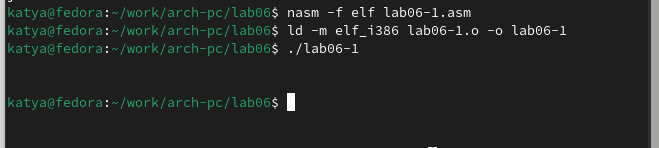 katya@fedora:~/work/arch-pc/lab06$ nasm -f elf lab06-1.asm
katya@fedora:~/work/arch-pc/lab06$ ld -m elf_i386 lab06-1.o -o lab06-1
katya@fedora:~/work/arch-pc/lab06$ ./lab06-1
katya@fedora:~/work/arch-pc/lab06$